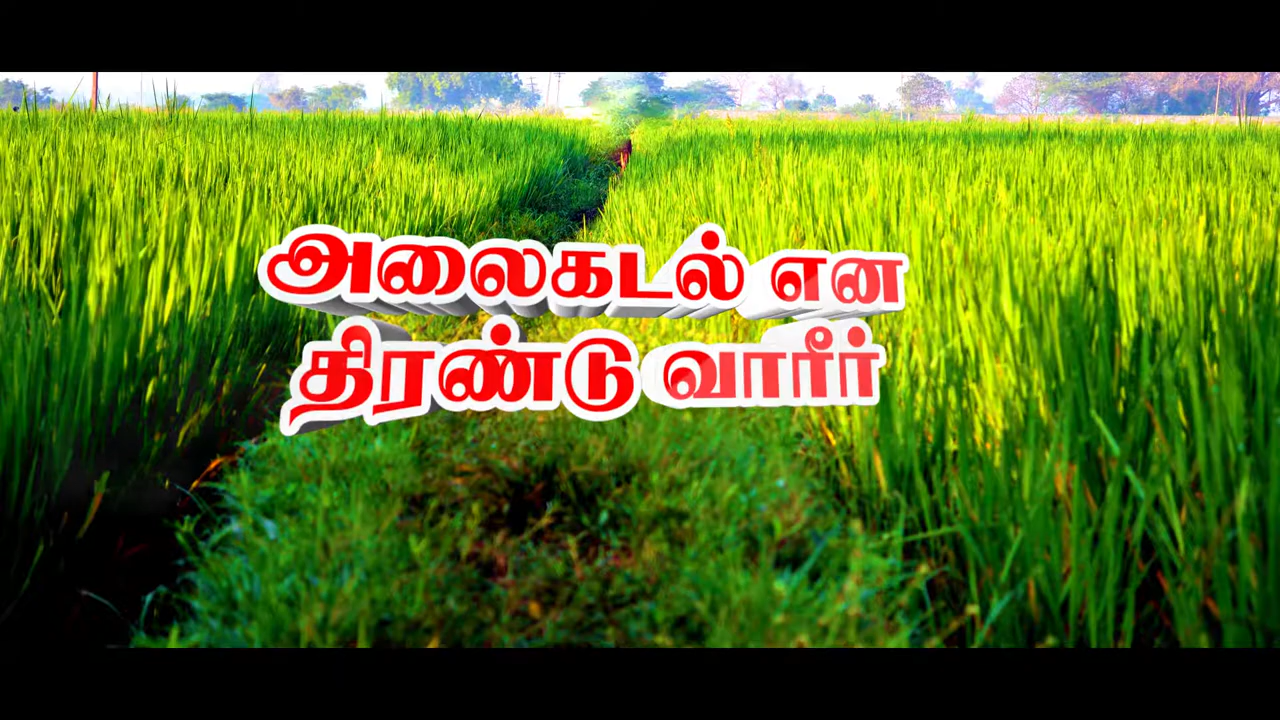 அலைகடல் என
திரண்டு வாரீர்